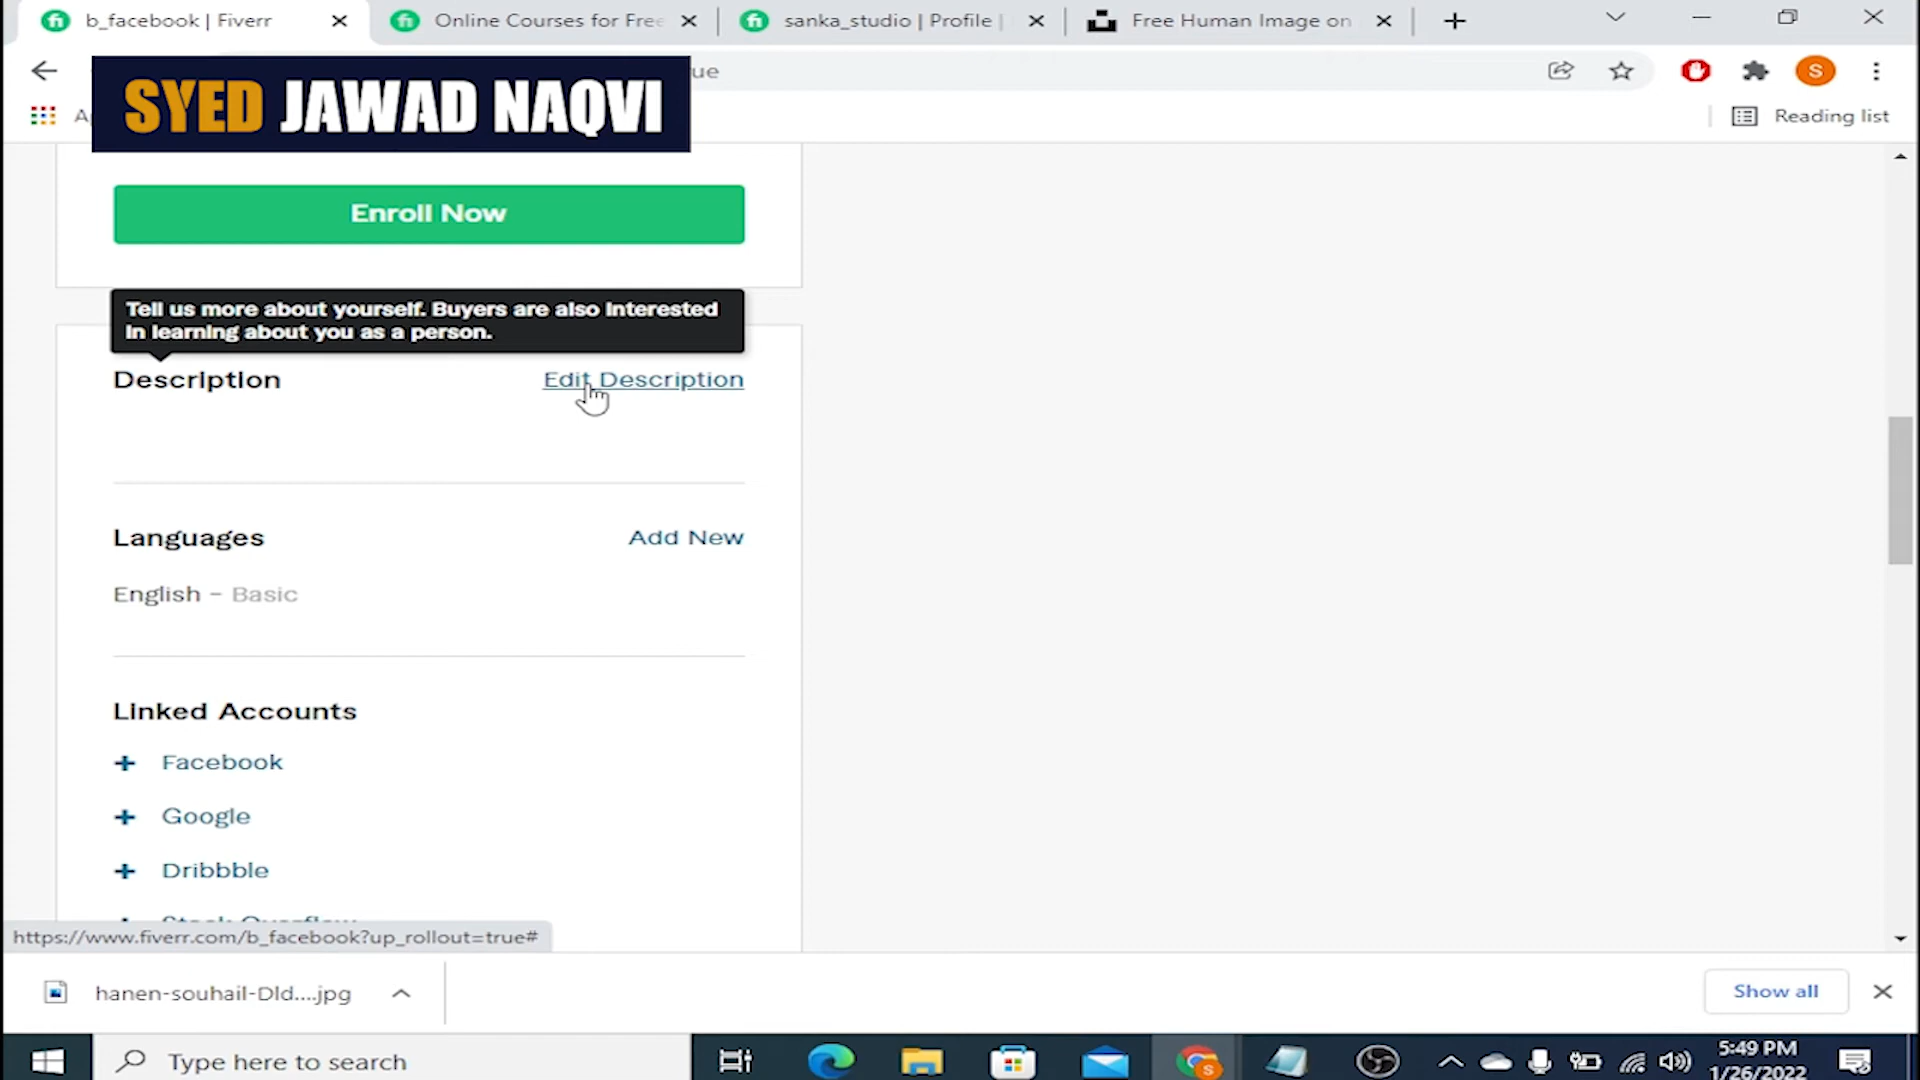 b_facebook | Fiverr
Online Courses for Free
sanka_studio | Profile |
Free Human Image on
ue
SYED JAWAD NAQVI
Reading list
Enroll Now
Tell us more about yourself. Buyers are also interested
in learning about you as a person.
Description
Edit Description
Languages
Add New
English - Basic
Linked Accounts
+ Facebook
+ Google
+ Dribbble
Stack Overflow
https://www.fiverr.com/b_facebook?up_rollout=true#
hanen-souhail-Dld....jpg
Show all
Type here to search
5:49 PM
1/26/2022